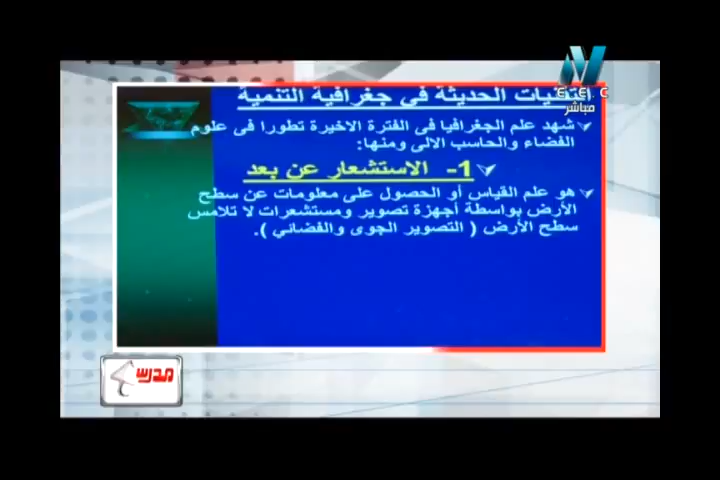 التقنيات الحديثة فى جغرافية التنمية
شهد علم الجغرافيا فى الفترة الاخيرة تطورا فى علوم
الفضاء والحاسب الالى ومنها:
1- الاستشعار عن بعد
هو علم القياس أو الحصول على معلومات عن سطح
الأرض بواسطة أجهزة تصوير ومستشعرات لا تلامس
سطح الأرض ( التصوير الجوى والفضائي ).
مباشر
مدرس